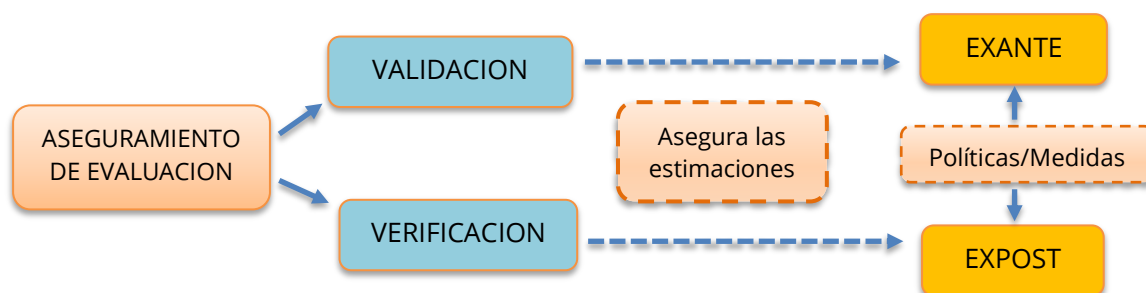 ASEGURAMIENTO
DE EVALUACION
VALIDACION
VERIFICACION
Asegura las
estimaciones
EXANTE
Políticas/Medidas
EXPOST